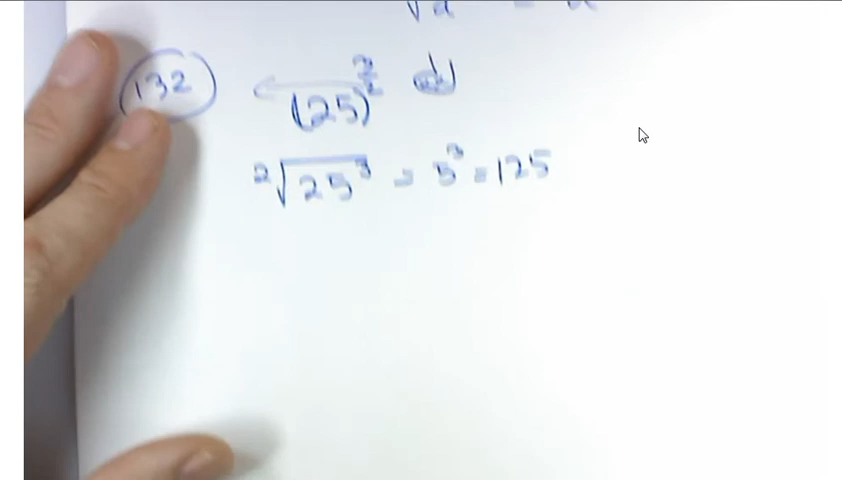 132 (25)^(3/2)
²√25³ = 5³ = 125